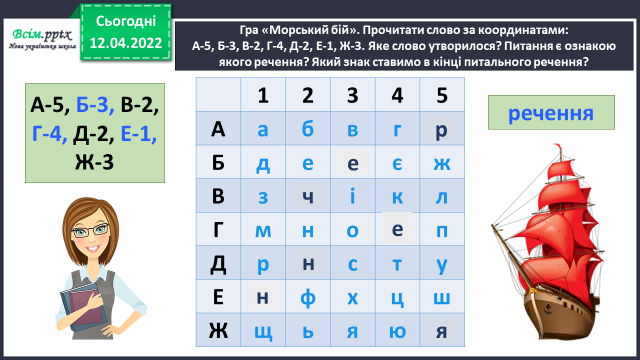 Всім.pptx
Нова українська школа
Сьогодні
12.04.2022
Гра «Морський бій». Прочитати слово за координатами:
А-5, Б-3, В-2, Г-4, Д-2, Е-1, Ж-3. Яке слово утворилося? Питання є ознакою
якого речення? Який знак ставимо в кінці питального речення?
А-5, Б-3, В-2,
Г-4, Д-2, Е-1,
Ж-3
1 2 3 4 5
А а б в г р
Б д е е є ж
В з ч і к л
Г м н о е п
Д р н с т у
Е н ф х ц ш
Ж щ ь я ю я
речення